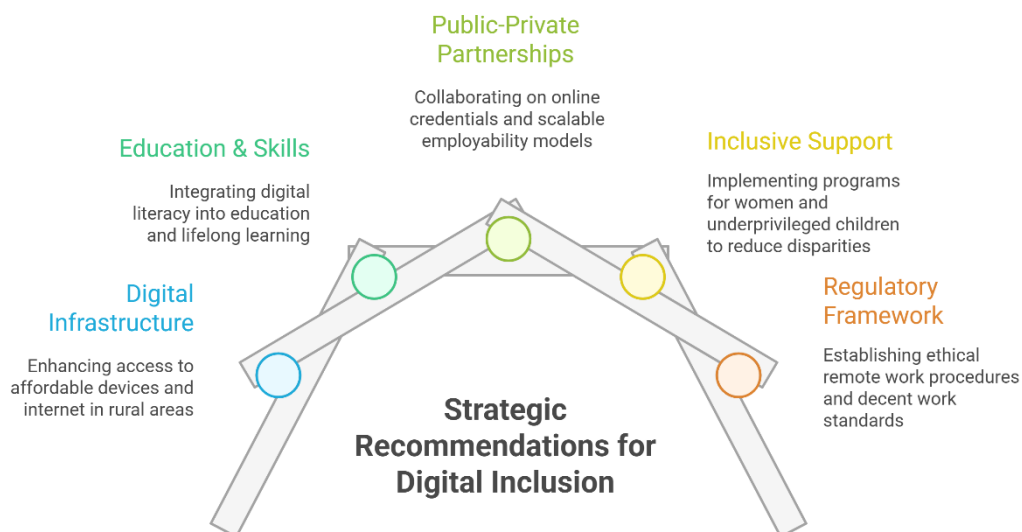 Public-Private
Partnerships
Collaborating on online
credentials and scalable
employability models
Education & Skills
Integrating digital
literacy into education
and lifelong learning
Inclusive Support
Implementing programs
for women and
underprivileged children
to reduce disparities
Digital
Infrastructure
Enhancing access to
affordable devices and
internet in rural areas
Regulatory
Framework
Establishing ethical
remote work procedures
and decent work
standards
Strategic
Recommendations for
Digital Inclusion